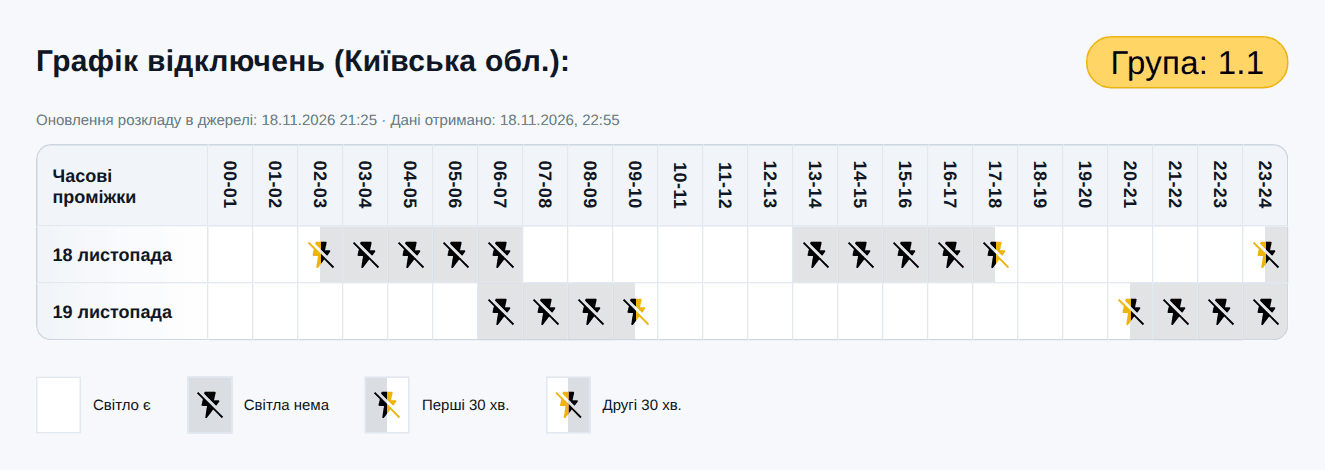 Графік відключень (Київська обл.):
Група: 1.1
Оновлення розкладу в джерелі: 18.11.2026 21:25 · Дані отримано: 18.11.2026, 22:55
Часові
проміжки
00-01
01-02
02-03
03-04
04-05
05-06
06-07
07-08
08-09
09-10
10-11
11-12
12-13
13-14
14-15
15-16
16-17
17-18
18-19
19-20
20-21
21-22
22-23
23-24
18 листопада
19 листопада
Світло є
Світла нема
Перші 30 хв.
Другі 30 хв.